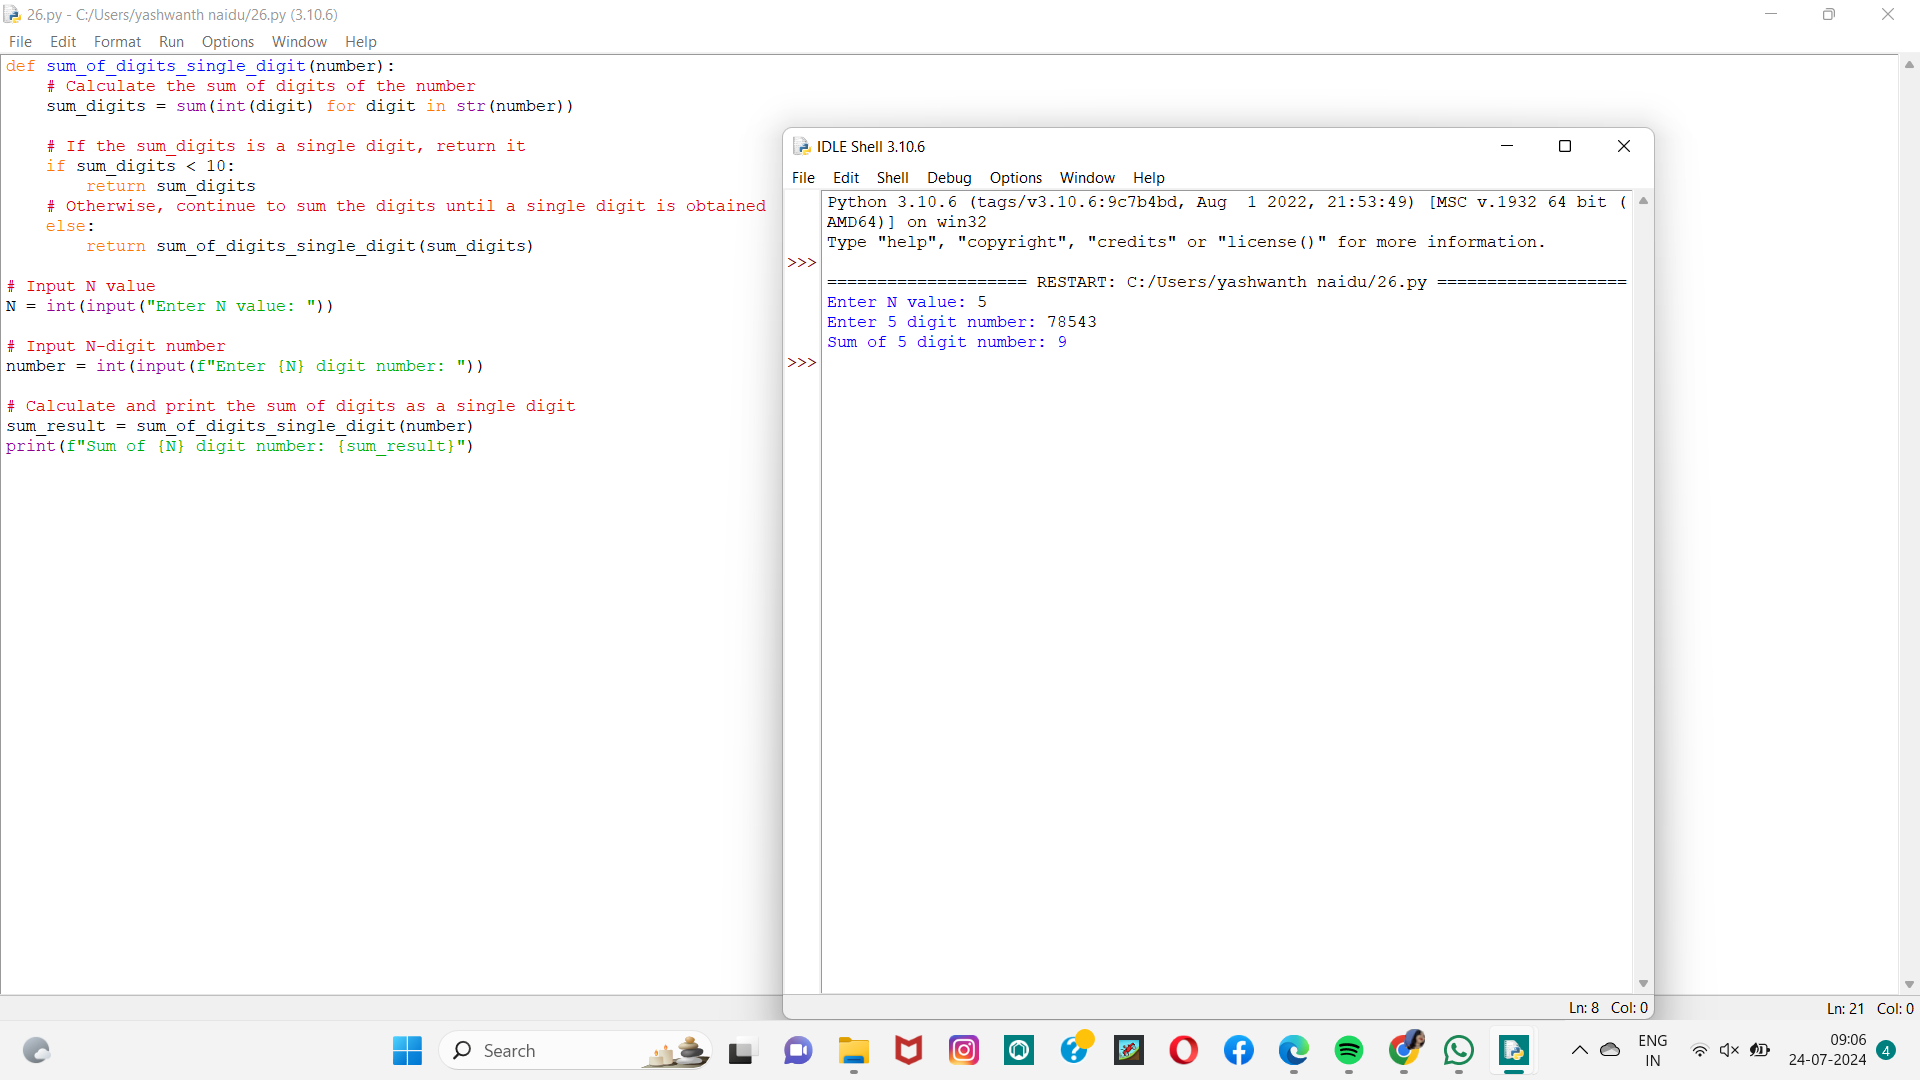 26.py - C:/Users/yashwanth naidu/26.py (3.10.6)
File Edit Format Run Options Window Help
def sum_of_digits_single_digit(number):
    # Calculate the sum of digits of the number
    sum_digits = sum(int(digit) for digit in str(number))
    # If the sum_digits is a single digit, return it
    if sum_digits < 10:
        return sum_digits
    # Otherwise, continue to sum the digits until a single digit is obtained
    else:
        return sum_of_digits_single_digit(sum_digits)
# Input N value
N = int(input("Enter N value: "))
# Input N-digit number
number = int(input(f"Enter {N} digit number: "))
# Calculate and print the sum of digits as a single digit
sum_result = sum_of_digits_single_digit(number)
print(f"Sum of {N} digit number: {sum_result}")
IDLE Shell 3.10.6
File Edit Shell Debug Options Window Help
Python 3.10.6 (tags/v3.10.6:9c7b4bd, Aug  1 2022, 21:53:49) [MSC v.1932 64 bit (
AMD64)] on win32
Type "help", "copyright", "credits" or "license()" for more information.
>>>
==================== RESTART: C:/Users/yashwanth naidu/26.py ===================
Enter N value: 5
Enter 5 digit number: 78543
Sum of 5 digit number: 9
>>>
Ln: 8 Col: 0
Ln: 21 Col: 0
Search
ENG
IN
09:06
24-07-2024
4